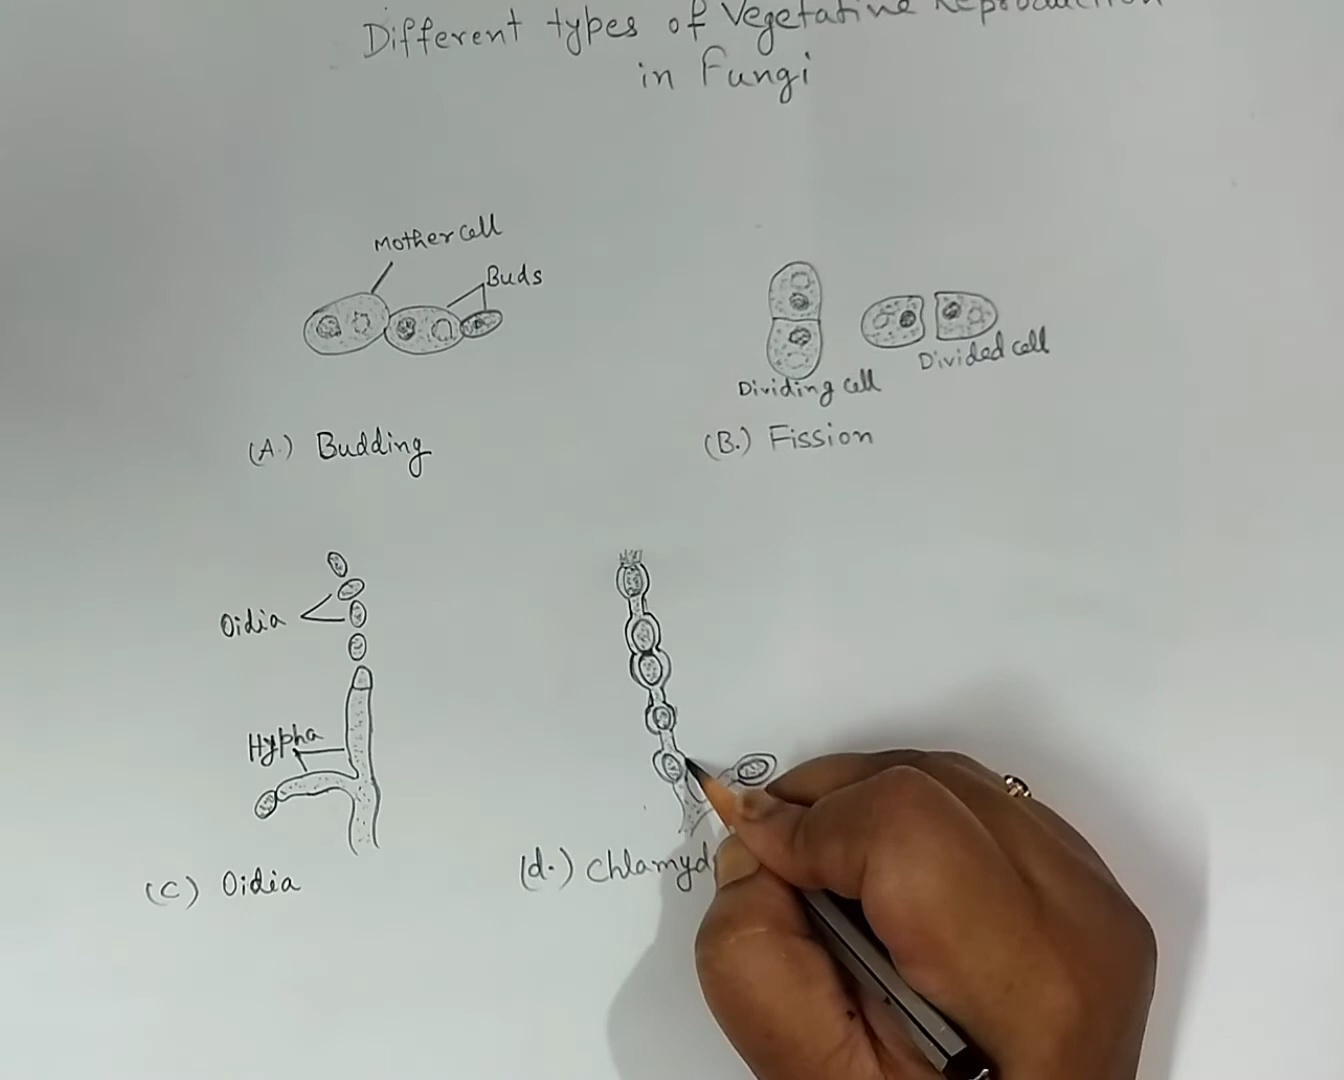 Different types of Vegetative Reproduction
in Fungi
Mother cell
Buds
Dividing cell
Divided cell
(A.) Budding
(B.) Fission
Oidia
Hypha
(C) Oidia
(d.) Chlamyd